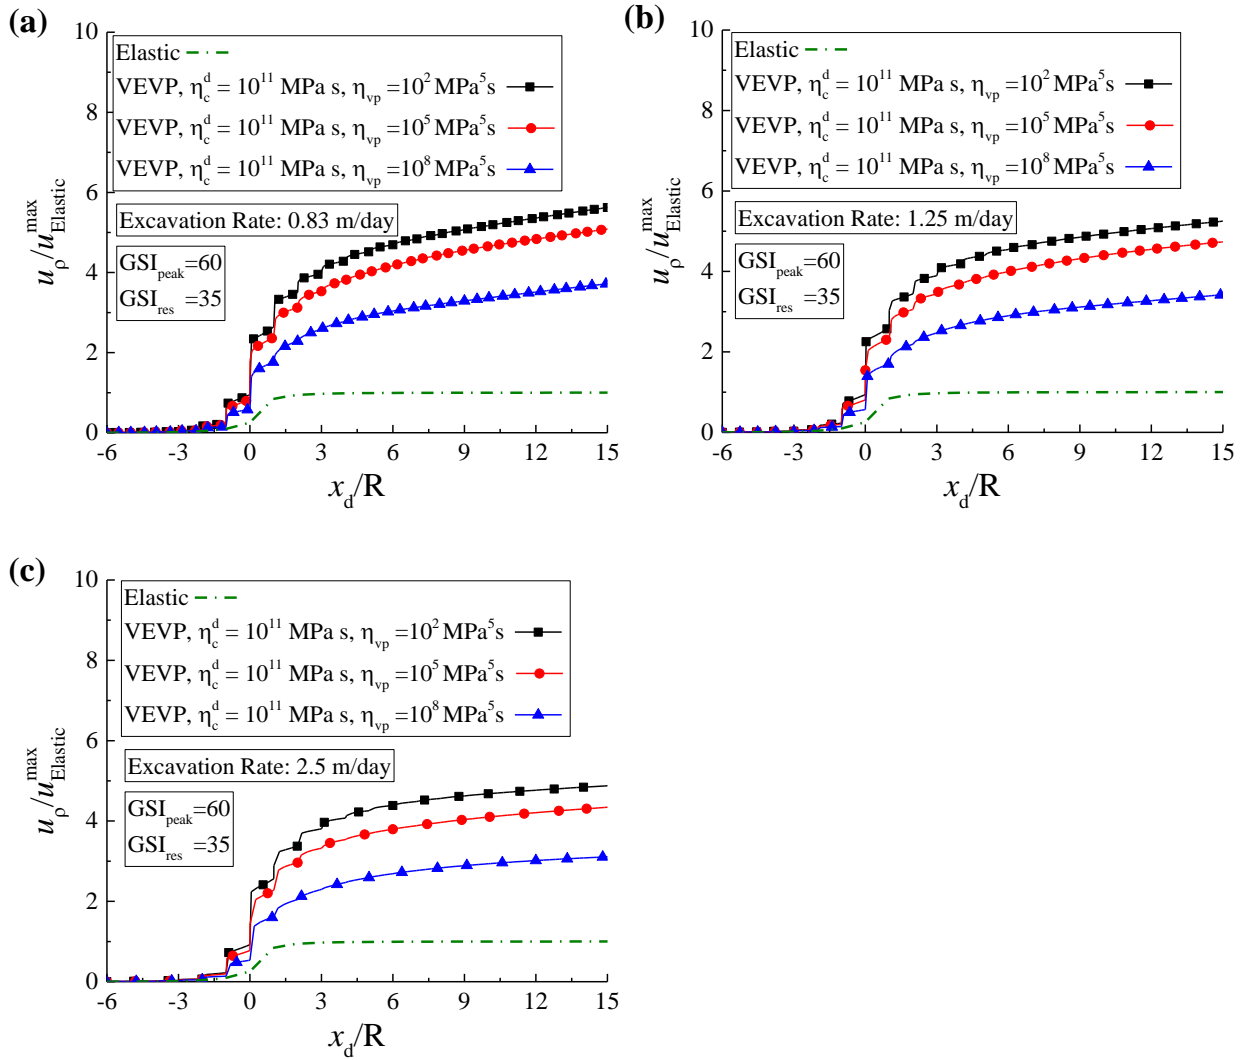 (a)
10
8
6
4
2
0
Elastic
VEVP, η_c^d = 10^11 MPa s, η_vp =10^2 MPa^5s
VEVP, η_c^d = 10^11 MPa s, η_vp =10^5 MPa^5s
VEVP, η_c^d = 10^11 MPa s, η_vp =10^8 MPa^5s
Excavation Rate: 0.83 m/day
GSI_peak=60
GSI_res =35
u_ρ/u_Elastic^max
-6 -3 0 3 6 9 12 15
x_d/R
(b)
10
8
6
4
2
0
Elastic
VEVP, η_c^d = 10^11 MPa s, η_vp =10^2 MPa^5s
VEVP, η_c^d = 10^11 MPa s, η_vp =10^5 MPa^5s
VEVP, η_c^d = 10^11 MPa s, η_vp =10^8 MPa^5s
Excavation Rate: 1.25 m/day
GSI_peak=60
GSI_res =35
u_ρ/u_Elastic^max
-6 -3 0 3 6 9 12 15
x_d/R
(c)
10
8
6
4
2
0
Elastic
VEVP, η_c^d = 10^11 MPa s, η_vp =10^2 MPa^5s
VEVP, η_c^d = 10^11 MPa s, η_vp =10^5 MPa^5s
VEVP, η_c^d = 10^11 MPa s, η_vp =10^8 MPa^5s
Excavation Rate: 2.5 m/day
GSI_peak=60
GSI_res =35
u_ρ/u_Elastic^max
-6 -3 0 3 6 9 12 15
x_d/R